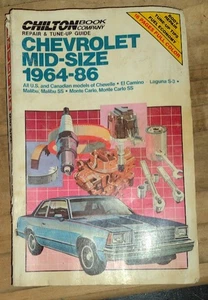 CHILTON BOOK
COMPANY
REPAIR & TUNE-UP GUIDE
CHEVROLET
MID-SIZE
1964-86
All U.S. and Canadian models of Chevelle • El Camino
Laguna S-3 •
Malibu, Malibu SS • Monte Carlo, Monte Carlo SS